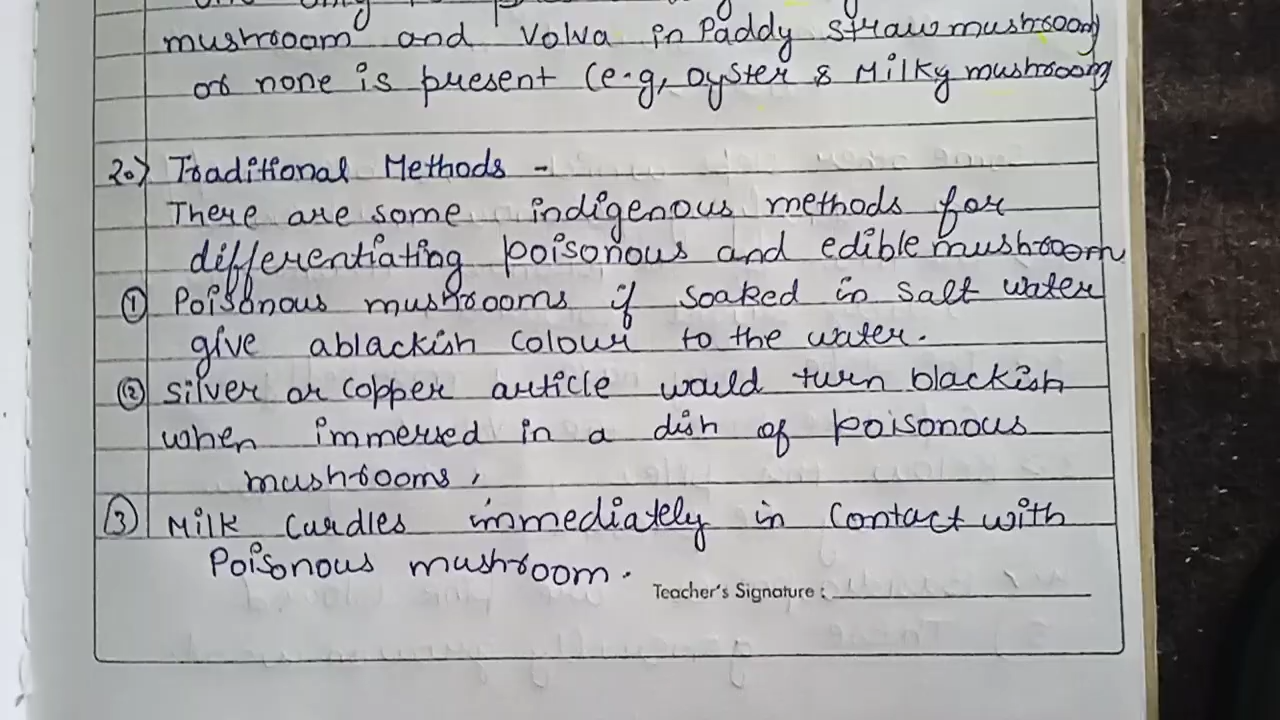 mushroom and Volva in Paddy straw mushroom
or none is present (e.g, oyster & Milky mushroom
2.) Traditional Methods -
There are some indigenous methods for
differentiating poisonous and edible mushroom
① Poisonous mushrooms if soaked in salt water
give a blackish colour to the water.
② silver or copper article would turn blackish
when immersed in a dish of poisonous
mushrooms,
③ Milk curdles immediately in contact with
Poisonous mushroom.
Teacher's Signature :